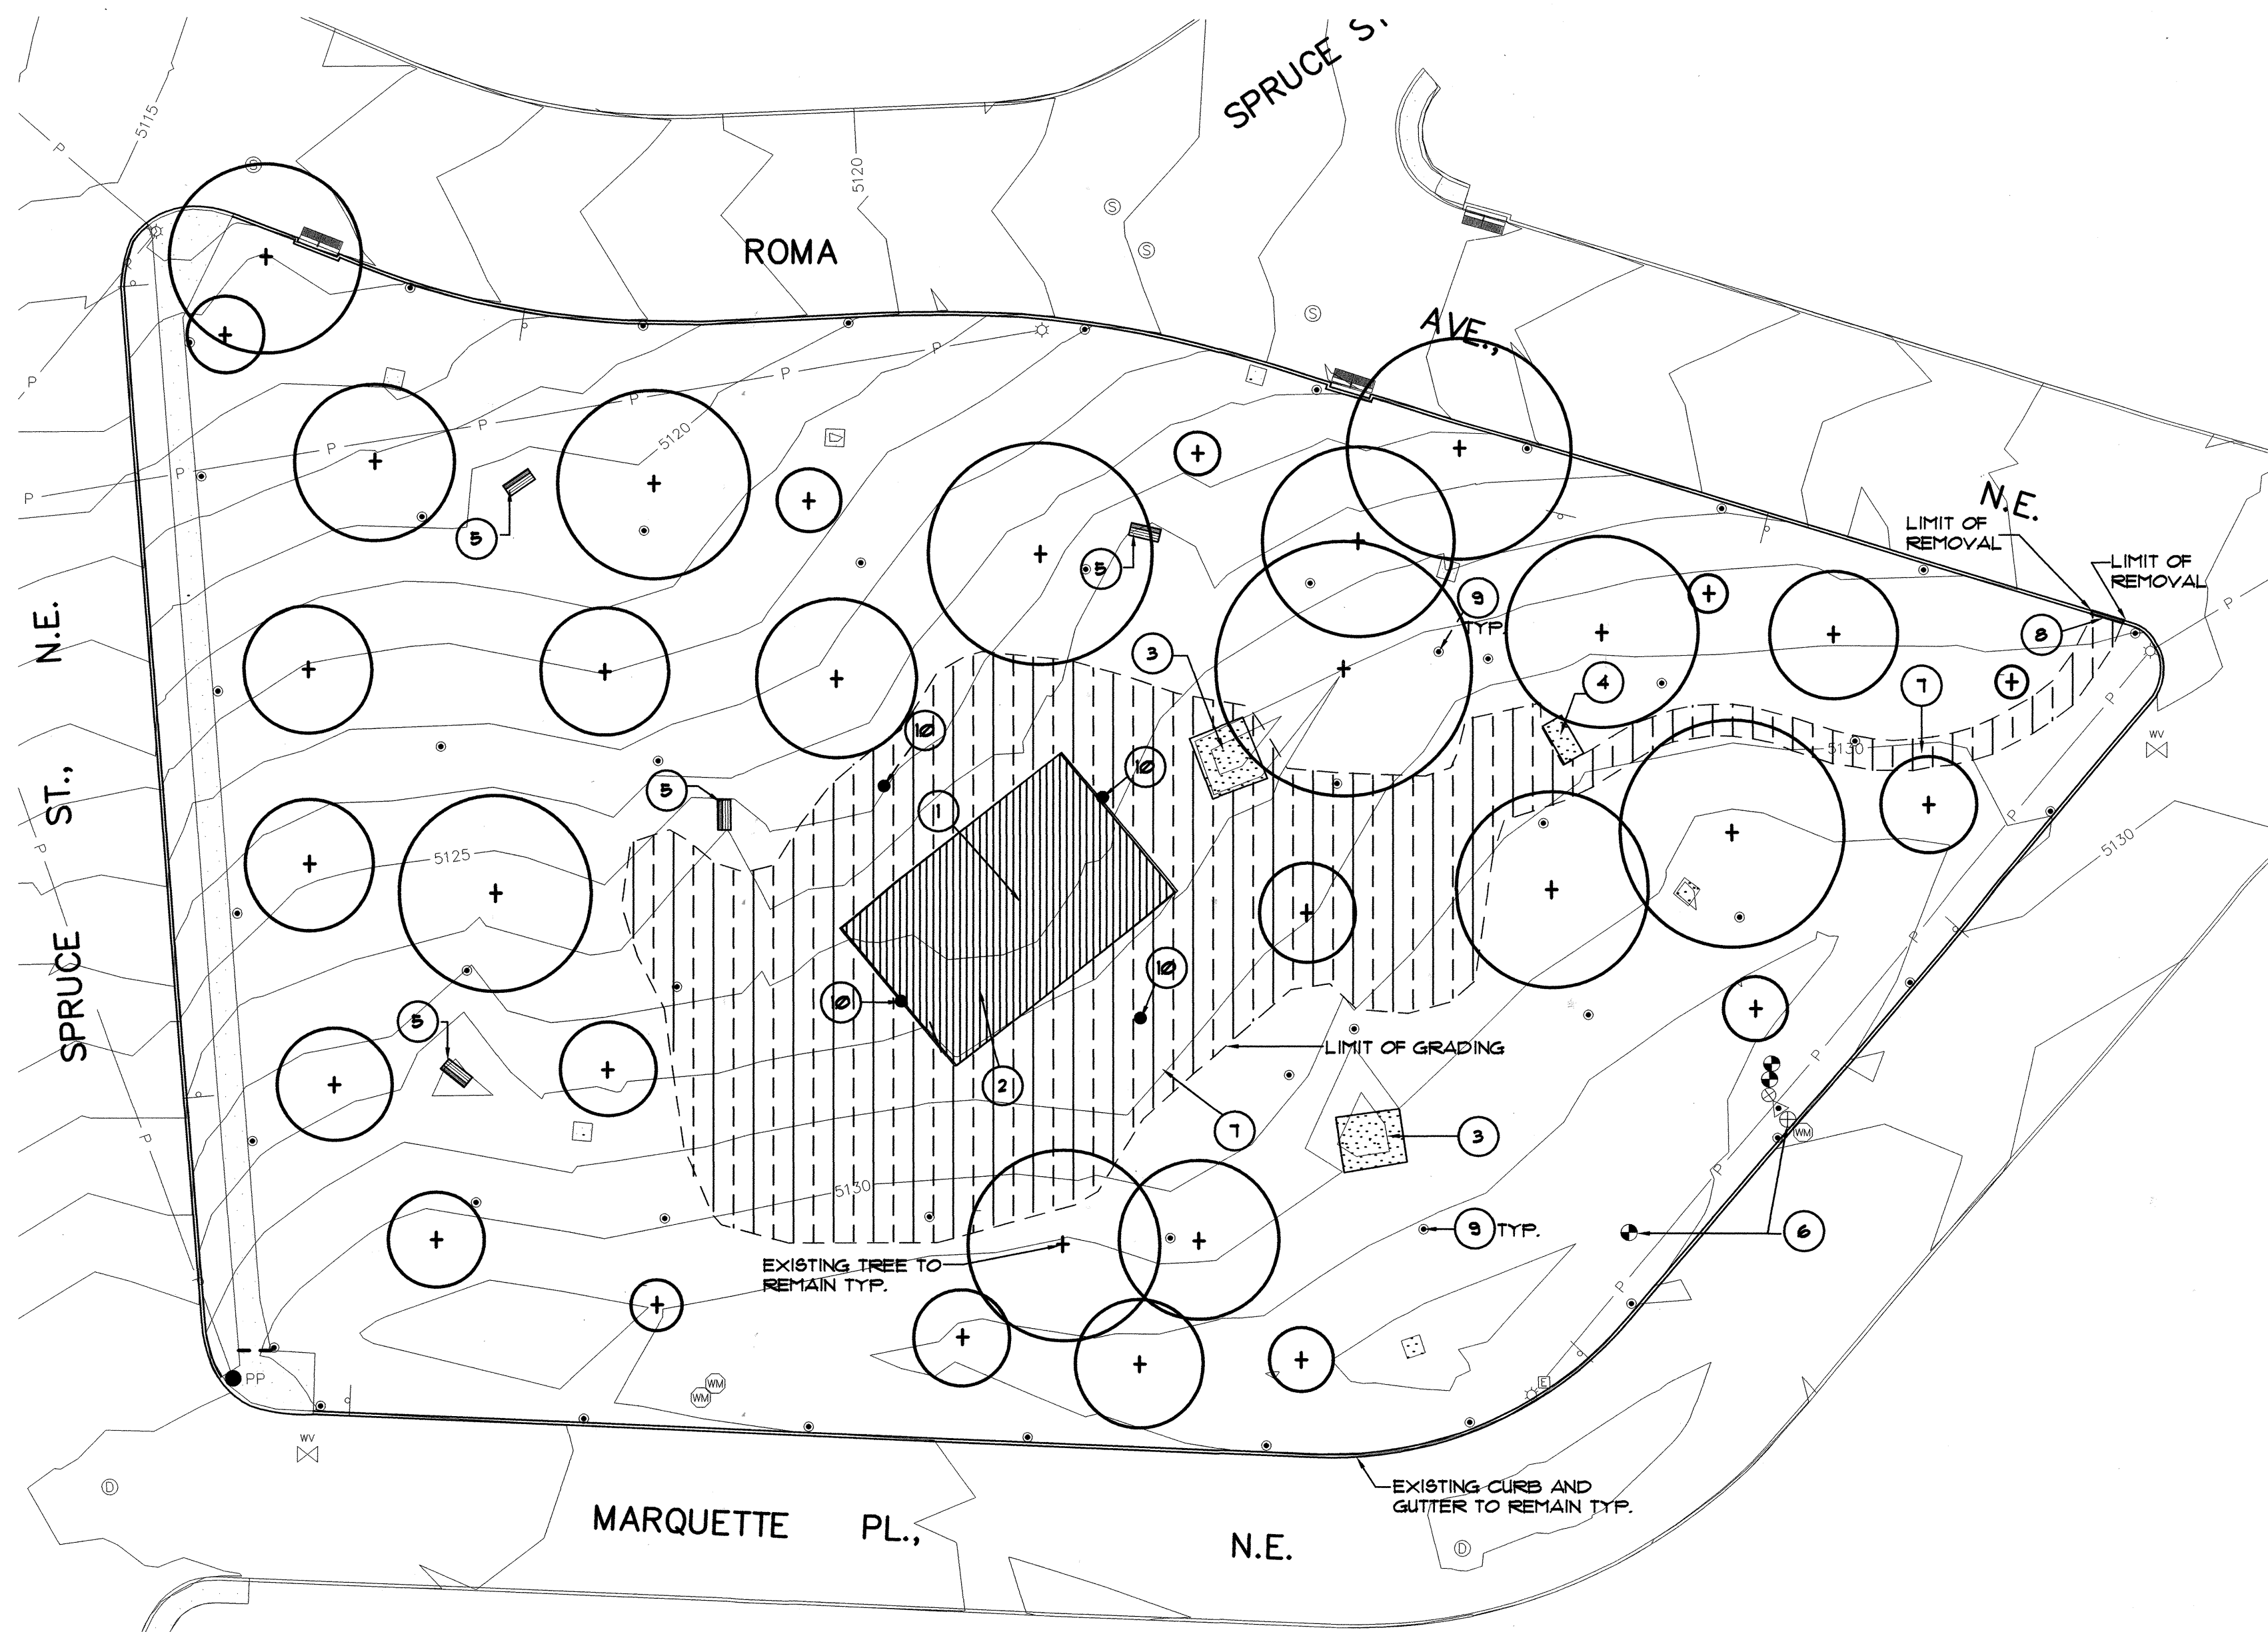 SPRUCE ST
5115
P
5120
S
S
S
S
ROMA
AVE.,
N.E.
LIMIT OF
REMOVAL
LIMIT OF
REMOVAL
P
P
P
P
P
P
P
P
P
5120
5
5
9
TYP.
3
4
7
8
P
P
WV
N.E.
ST.,
SPRUCE
10
10
5
1
5130
P
5130
5125
P
P
10
10
5
2
LIMIT OF GRADING
P
WM
7
3
P
P
5130
9 TYP.
6
EXISTING TREE TO
REMAIN TYP.
P
PP
WM
WM
E
WV
D
EXISTING CURB AND
GUTTER TO REMAIN TYP.
MARQUETTE PL.,
N.E.
D